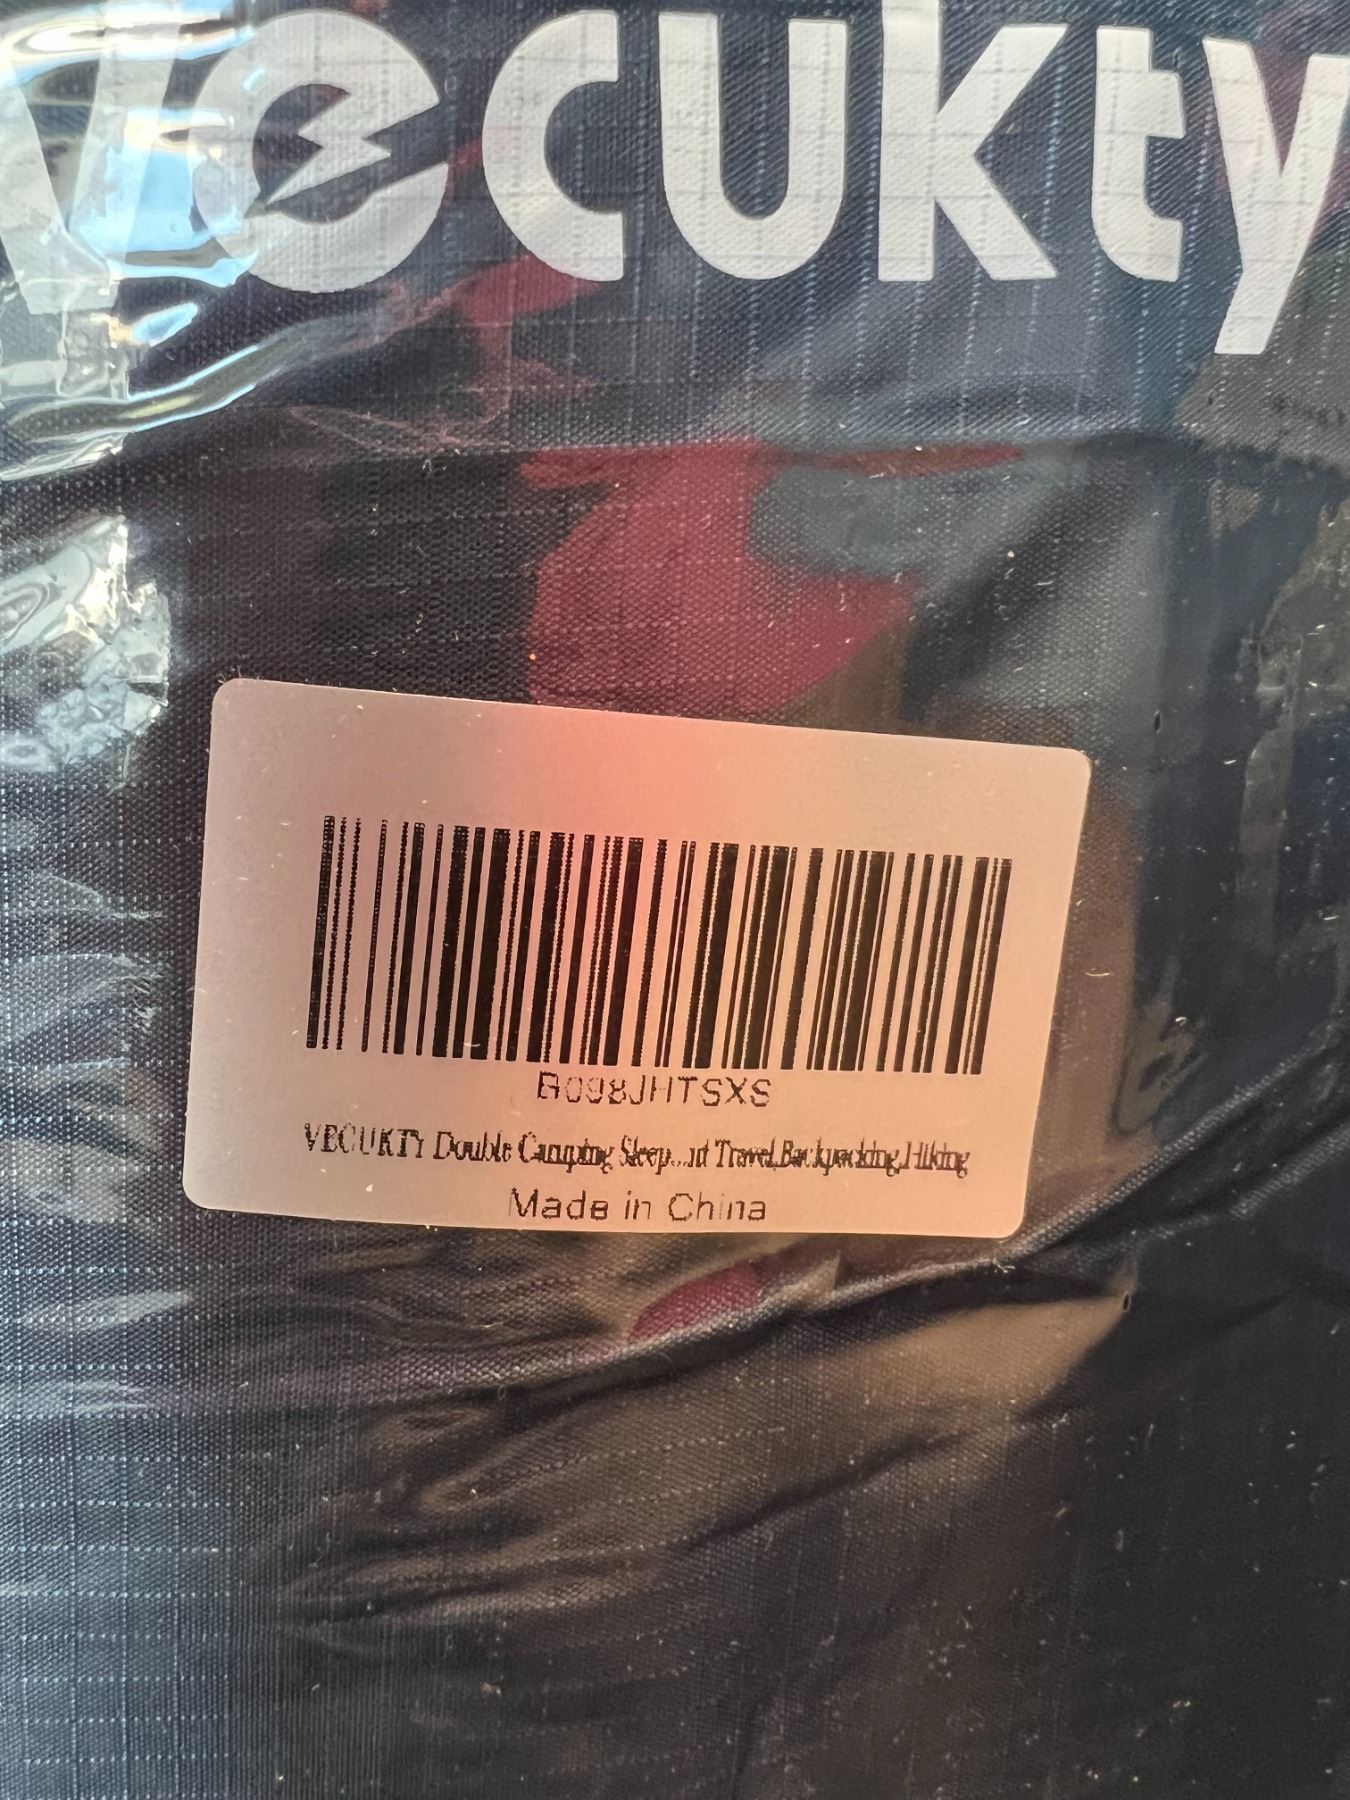 Vecukty
B098JHTSXS
VECUKTY Double Camping Sleep...nt Travel,Backpacking,Hiking
Made in China